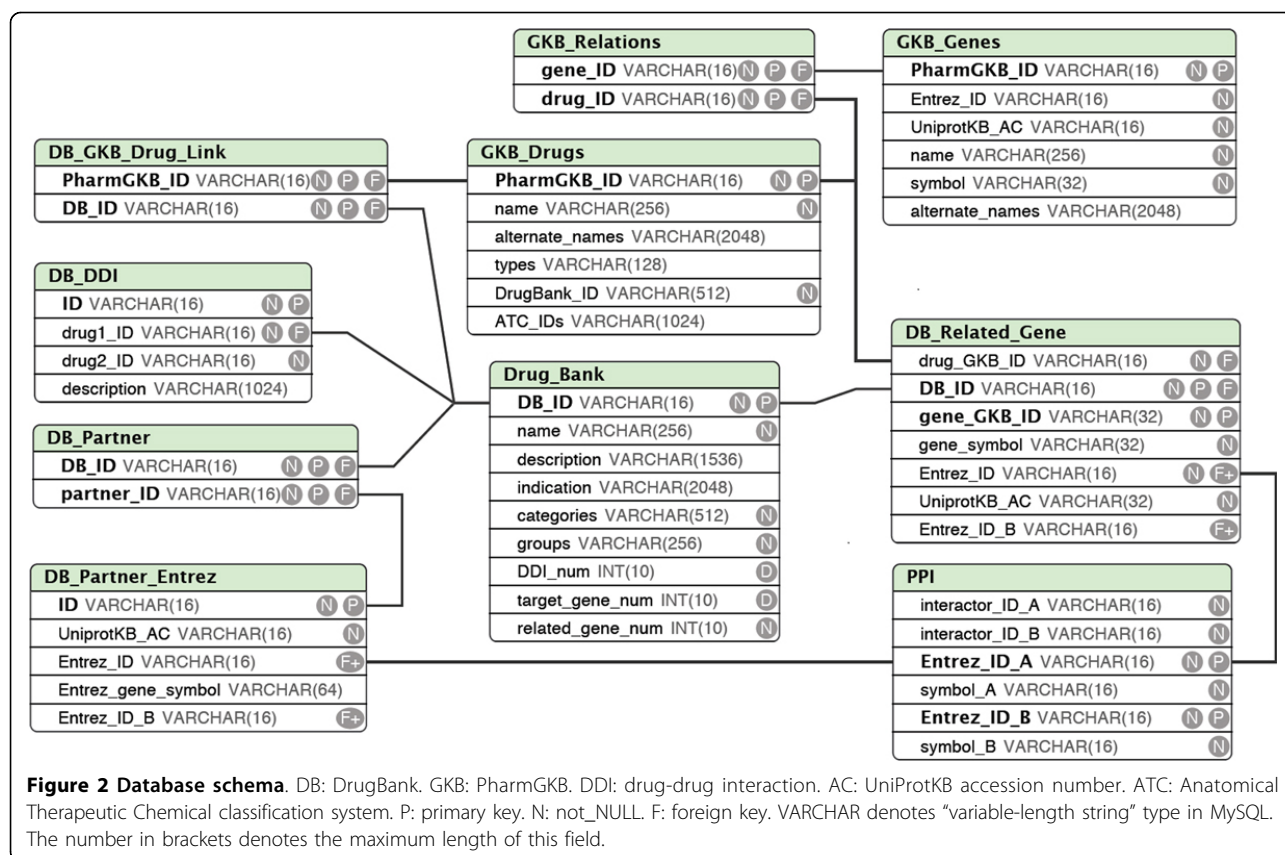 GKB_Relations
gene_ID VARCHAR(16) N P F
drug_ID VARCHAR(16) N P F
GKB_Genes
PharmGKB_ID VARCHAR(16) N P
Entrez_ID VARCHAR(16) N
UniprotKB_AC VARCHAR(16) N
name VARCHAR(256) N
symbol VARCHAR(32) N
alternate_names VARCHAR(2048)
DB_GKB_Drug_Link
PharmGKB_ID VARCHAR(16) N P F
DB_ID VARCHAR(16) N P F
GKB_Drugs
PharmGKB_ID VARCHAR(16) N P
name VARCHAR(256) N
alternate_names VARCHAR(2048)
types VARCHAR(128)
DrugBank_ID VARCHAR(512) N
ATC_IDs VARCHAR(1024)
DB_DDI
ID VARCHAR(16) N P
drug1_ID VARCHAR(16) N F
drug2_ID VARCHAR(16) N
description VARCHAR(1024)
DB_Related_Gene
drug_GKB_ID VARCHAR(16) N F
DB_ID VARCHAR(16) N P F
gene_GKB_ID VARCHAR(32) N P
gene_symbol VARCHAR(32) N
Entrez_ID VARCHAR(16) N F+
UniprotKB_AC VARCHAR(32) N
Entrez_ID_B VARCHAR(16) F+
Drug_Bank
DB_ID VARCHAR(16) N P
name VARCHAR(256) N
description VARCHAR(1536)
indication VARCHAR(2048)
categories VARCHAR(512) N
groups VARCHAR(256) N
DDI_num INT(10) D
target_gene_num INT(10) D
related_gene_num INT(10) N
DB_Partner
DB_ID VARCHAR(16) N P F
partner_ID VARCHAR(16) N P F
DB_Partner_Entrez
ID VARCHAR(16) N P
UniprotKB_AC VARCHAR(16) N
Entrez_ID VARCHAR(16) F+
Entrez_gene_symbol VARCHAR(64)
Entrez_ID_B VARCHAR(16) F+
PPI
interactor_ID_A VARCHAR(16) N
interactor_ID_B VARCHAR(16) N
Entrez_ID_A VARCHAR(16) N P
symbol_A VARCHAR(16) N
Entrez_ID_B VARCHAR(16) N P
symbol_B VARCHAR(16) N
Figure 2 Database schema. DB: DrugBank. GKB: PharmGKB. DDI: drug-drug interaction. AC: UniProtKB accession number. ATC: Anatomical
Therapeutic Chemical classification system. P: primary key. N: not_NULL. F: foreign key. VARCHAR denotes “variable-length string” type in MySQL.
The number in brackets denotes the maximum length of this field.